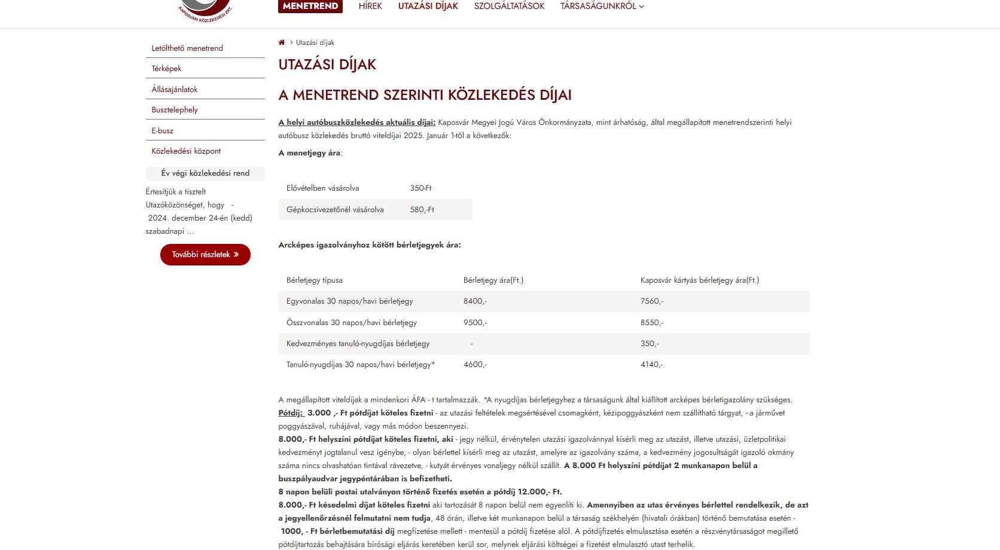 KAPOSVÁRI KÖZLEKEDÉSI ZRT.
MENETREND HÍREK UTAZÁSI DÍJAK SZOLGÁLTATÁSOK TÁRSASÁGUNKRÓL
Letölthető menetrend
Térképek
Állásajánlatok
Busztelephely
E-busz
Közlekedési központ
Év végi közlekedési rend
Értesítjük a tisztelt
Utazóközönséget, hogy -
2024. december 24-én (kedd)
szabadnapi ...
További részletek »
> Utazási díjak
UTAZÁSI DÍJAK
A MENETREND SZERINTI KÖZLEKEDÉS DÍJAI
A helyi autóbuszközlekedés aktuális díjai: Kaposvár Megyei Jogú Város Önkormányzata, mint árhatóság, által megállapított menetrendszerinti helyi
autóbusz közlekedés bruttó viteldíjai 2025. Január 1-től a következők:
A menetjegy ára:
Elővételben vásárolva 350-Ft
Gépkocsivezetőnél vásárolva 580,-Ft
Arcképes igazolványhoz kötött bérletjegyek ára:
Bérletjegy típusa Bérletjegy ára(Ft.) Kaposvár kártyás bérletjegy ára(Ft.)
Egyvonalas 30 napos/havi bérletjegy 8400,- 7560,-
Összvonalas 30 napos/havi bérletjegy 9500,- 8550,-
Kedvezményes tanuló-nyugdíjas bérletjegy - 350,-
Tanuló-nyugdíjas 30 napos/havi bérletjegy* 4600,- 4140,-
A megállapított viteldíjak a mindenkori ÁFA - t tartalmazzák. *A nyugdíjas bérletjegyhez a társaságunk által kiállított arcképes bérletigazolány szükséges.
Pótdíj: 3.000 ,- Ft pótdíjat köteles fizetni - az utazási feltételek megsértésével csomagként, kézipoggyászként nem szállítható tárgyat, - a járművet
poggyászával, ruhájával, vagy más módon beszennyezi.
8.000,- Ft helyszíni pótdíjat köteles fizetni, aki - jegy nélkül, érvénytelen utazási igazolvánnyal kísérli meg az utazást, illetve utazási, üzletpolitikai
kedvezményt jogtalanul vesz igénybe, - olyan bérlettel kísérli meg az utazást, amelyre az igazolvány száma, a kedvezmény jogosultságát igazoló okmány
száma nincs olvashatóan tintával rávezetve, - kutyát érvényes vonaljegy nélkül szállít. A 8.000 Ft helyszíni pótdíjat 2 munkanapon belül a
buszpályaudvar jegypéntárában is befizetheti.
8 napon belüli postai utalványon történő fizetés esetén a pótdíj 12.000,- Ft.
8.000,- Ft késedelmi díjat köteles fizetni aki tartozását 8 napon belül nem egyenlíti ki. Amennyiben az utas érvényes bérlettel rendelkezik, de azt
a jegyellenőrzésnél felmutatni nem tudja, 48 órán, illetve két munkanapon belül a társaság székhelyén (hivatali órákban) történő bemutatása esetén -
1000, - Ft bérletbemutatási díj megfizetése mellett - mentesül a pótdíj fizetése alól. A pótdíjfizetés elmulasztása esetén a részvénytársaságot megillető
pótdíjtartozás behajtására bírósági eljárás keretében kerül sor, melynek eljárási költségei a fizetést elmulasztó utast terhelik.